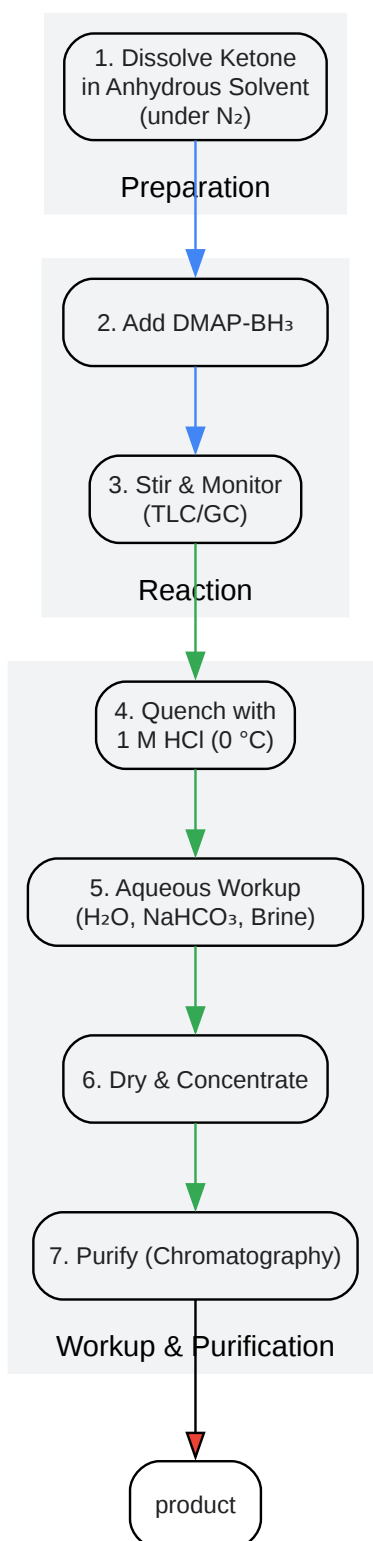 1. Dissolve Ketone
in Anhydrous Solvent
(under N₂)
Preparation
2. Add DMAP-BH₃
3. Stir & Monitor
(TLC/GC)
Reaction
4. Quench with
1 M HCl (0 °C)
5. Aqueous Workup
(H₂O, NaHCO₃, Brine)
6. Dry & Concentrate
7. Purify (Chromatography)
Workup & Purification
product